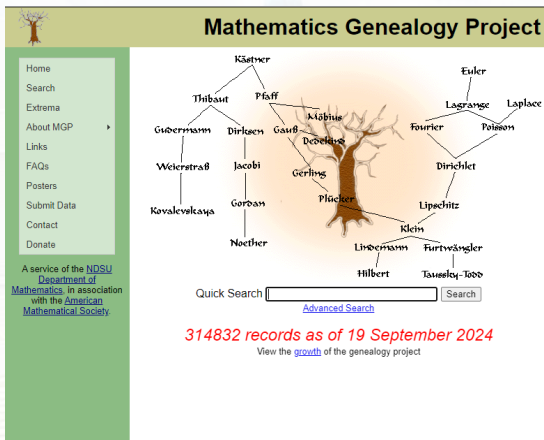 Mathematics Genealogy Project
Home
Search
Extrema
About MGP
Links
FAQs
Posters
Submit Data
Contact
Donate
A service of the NDSU
Department of
Mathematics, in association
with the American
Mathematical Society.
Kästner
Euler
Thibaut
Pfaff
Lagrange
Laplace
Möbius
Gudermann
Dirksen
Gauß
Fourier
Poisson
Dedekind
Weierstraß
Jacobi
Gerling
Dirichlet
Kovalevskaya
Gordan
Plücker
Lipschitz
Klein
Noether
Lindemann
Furtwängler
Hilbert
Taussky-Todd
Quick Search
Search
Advanced Search
314832 records as of 19 September 2024
View the growth of the genealogy project